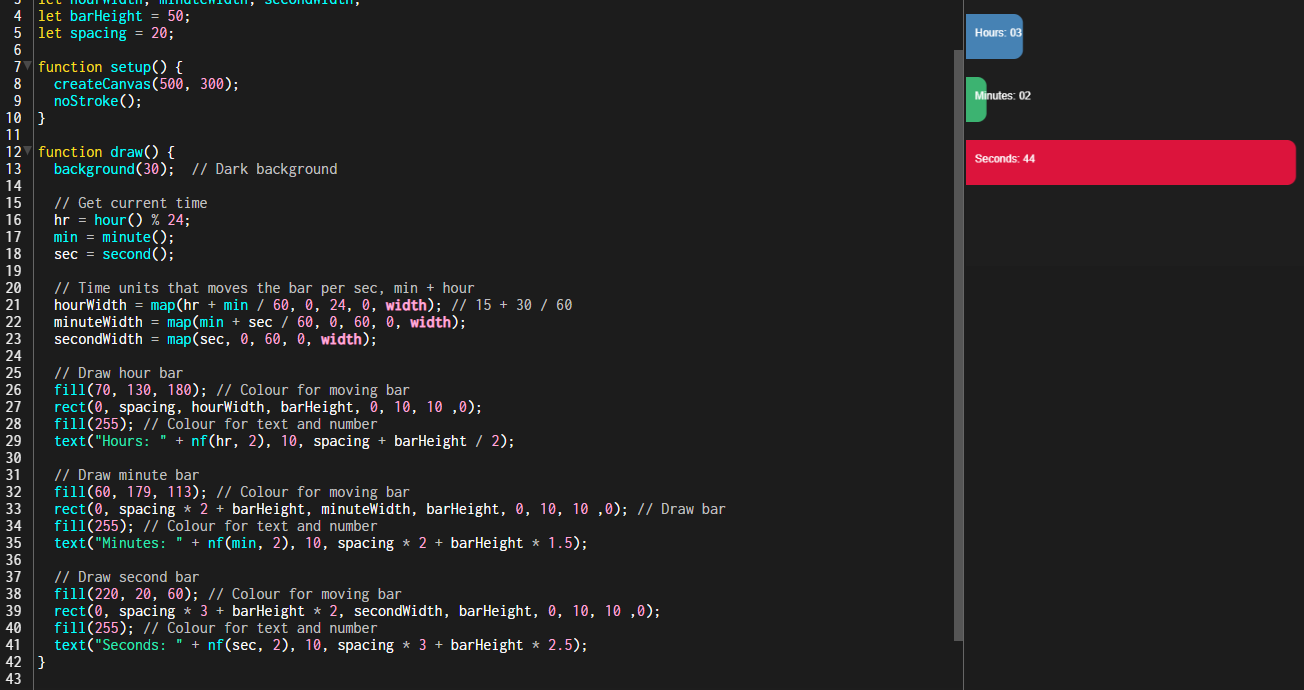 3 let hourWidth, minuteWidth, secondWidth;
4 let barHeight = 50;
5 let spacing = 20;
6
7 function setup() {
8 createCanvas(500, 300);
9 noStroke();
10 }
11
12 function draw() {
13 background(30);  // Dark background
14
15 // Get current time
16 hr = hour() % 24;
17 min = minute();
18 sec = second();
19
20 // Time units that moves the bar per sec, min + hour
21 hourWidth = map(hr + min / 60, 0, 24, 0, width); // 15 + 30 / 60
22 minuteWidth = map(min + sec / 60, 0, 60, 0, width);
23 secondWidth = map(sec, 0, 60, 0, width);
24
25 // Draw hour bar
26 fill(70, 130, 180); // Colour for moving bar
27 rect(0, spacing, hourWidth, barHeight, 0, 10, 10 ,0);
28 fill(255); // Colour for text and number
29 text("Hours: " + nf(hr, 2), 10, spacing + barHeight / 2);
30
31 // Draw minute bar
32 fill(60, 179, 113); // Colour for moving bar
33 rect(0, spacing * 2 + barHeight, minuteWidth, barHeight, 0, 10, 10 ,0); // Draw bar
34 fill(255); // Colour for text and number
35 text("Minutes: " + nf(min, 2), 10, spacing * 2 + barHeight * 1.5);
36
37 // Draw second bar
38 fill(220, 20, 60); // Colour for moving bar
39 rect(0, spacing * 3 + barHeight * 2, secondWidth, barHeight, 0, 10, 10 ,0);
40 fill(255); // Colour for text and number
41 text("Seconds: " + nf(sec, 2), 10, spacing * 3 + barHeight * 2.5);
42 }
43
Hours: 03
Minutes: 02
Seconds: 44